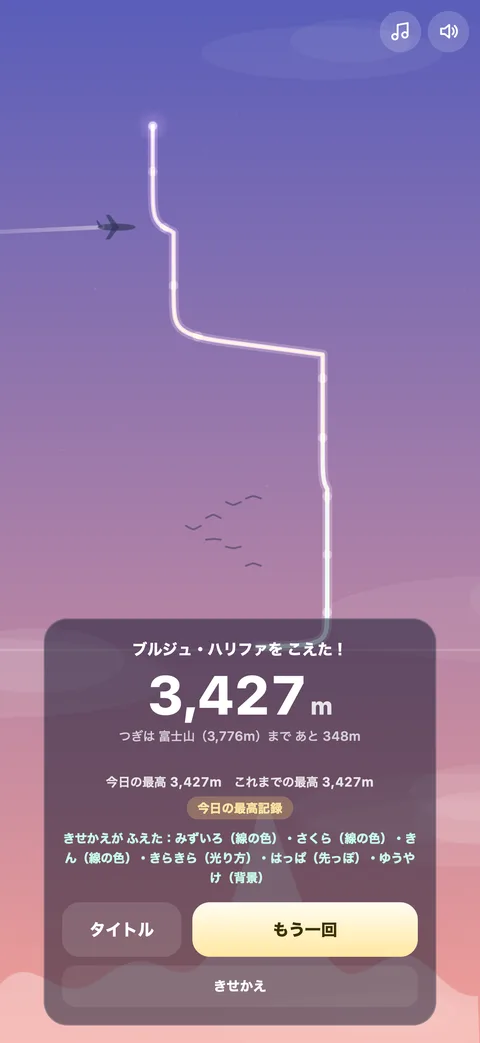 ブルジュ・ハリファを こえた！
3,427 m
つぎは 富士山（3,776m）まで あと 348m
今日の最高 3,427m　これまでの最高 3,427m
今日の最高記録
きせかえが ふえた：みずいろ（線の色）・さくら（線の色）・き
ん（線の色）・きらきら（光り方）・はっぱ（先っぽ）・ゆうや
け（背景）
タイトル
もう一回
きせかえ